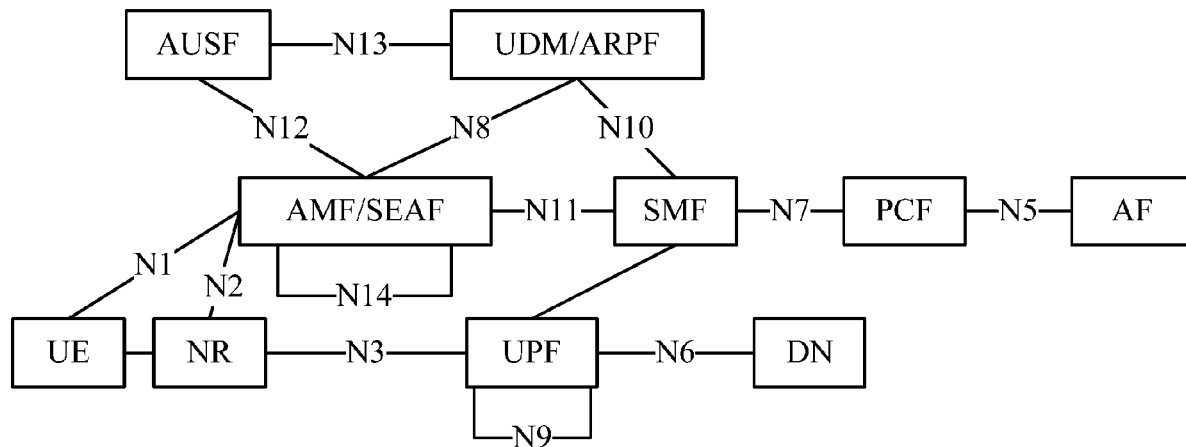 AUSF N13 UDM/ARPF
N12 N8 N10
AMF/SEAF N11 SMF N7 PCF N5 AF
N1 N2
N14
UE NR N3 UPF N6 DN
N9